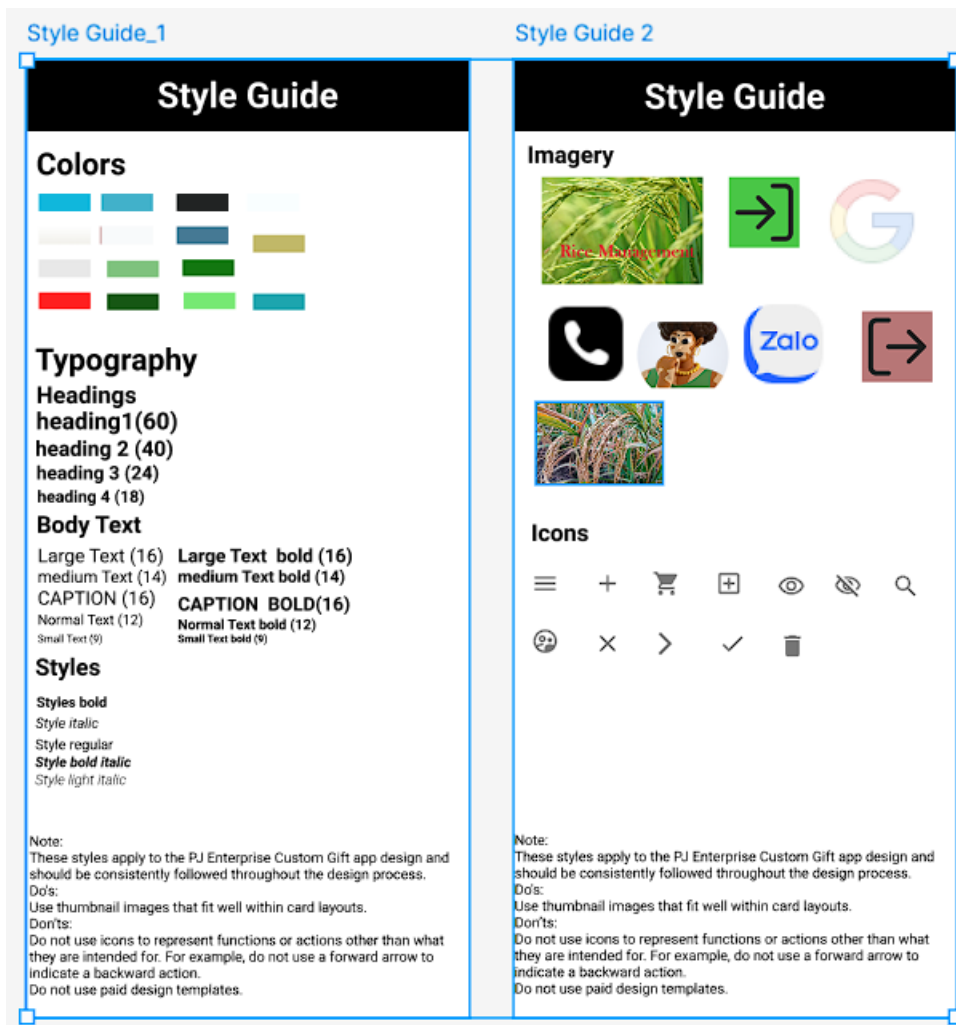 Style Guide_1
Style Guide
Colors
Typography
Headings
heading1(60)
heading 2 (40)
heading 3 (24)
heading 4 (18)
Body Text
Large Text (16) Large Text bold (16)
medium Text (14) medium Text bold (14)
CAPTION (16) CAPTION BOLD(16)
Normal Text (12) Normal Text bold (12)
Small Text (9) Small Text bold (9)
Styles
Styles bold
Style italic
Style regular
Style bold italic
Style light italic
Note:
These styles apply to the PJ Enterprise Custom Gift app design and
should be consistently followed throughout the design process.
Do's:
Use thumbnail images that fit well within card layouts.
Don'ts:
Do not use icons to represent functions or actions other than what
they are intended for. For example, do not use a forward arrow to
indicate a backward action.
Do not use paid design templates.
Style Guide 2
Style Guide
Imagery
Rice Management
G
Zalo
Icons
Note:
These styles apply to the PJ Enterprise Custom Gift app design and
should be consistently followed throughout the design process.
Do's:
Use thumbnail images that fit well within card layouts.
Don'ts:
Do not use icons to represent functions or actions other than what
they are intended for. For example, do not use a forward arrow to
indicate a backward action.
Do not use paid design templates.